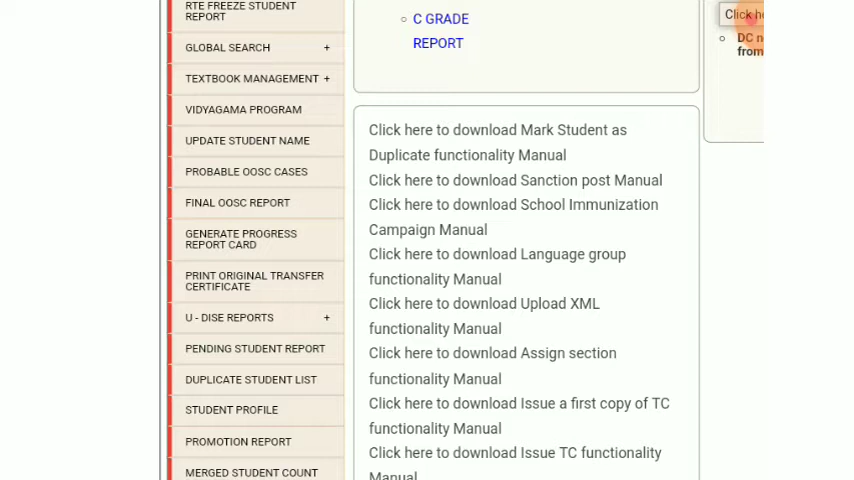 RTE FREEZE STUDENT
REPORT
GLOBAL SEARCH +
TEXTBOOK MANAGEMENT +
VIDYAGAMA PROGRAM
UPDATE STUDENT NAME
PROBABLE OOSC CASES
FINAL OOSC REPORT
GENERATE PROGRESS
REPORT CARD
PRINT ORIGINAL TRANSFER
CERTIFICATE
U - DISE REPORTS +
PENDING STUDENT REPORT
DUPLICATE STUDENT LIST
STUDENT PROFILE
PROMOTION REPORT
MERGED STUDENT COUNT
C GRADE
REPORT
Click here to download Mark Student as
Duplicate functionality Manual
Click here to download Sanction post Manual
Click here to download School Immunization
Campaign Manual
Click here to download Language group
functionality Manual
Click here to download Upload XML
functionality Manual
Click here to download Assign section
functionality Manual
Click here to download Issue a first copy of TC
functionality Manual
Click here to download Issue TC functionality
Manual
Click
DC
from